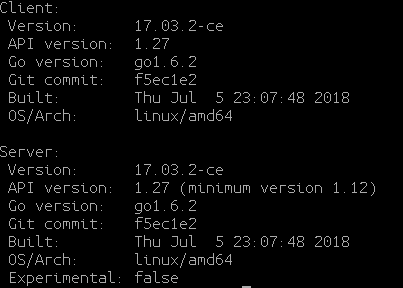 Client:
 Version:      17.03.2-ce
 API version:  1.27
 Go version:   go1.6.2
 Git commit:   f5ec1e2
 Built:        Thu Jul  5 23:07:48 2018
 OS/Arch:      linux/amd64

Server:
 Version:      17.03.2-ce
 API version:  1.27 (minimum version 1.12)
 Go version:   go1.6.2
 Git commit:   f5ec1e2
 Built:        Thu Jul  5 23:07:48 2018
 OS/Arch:      linux/amd64
 Experimental: false